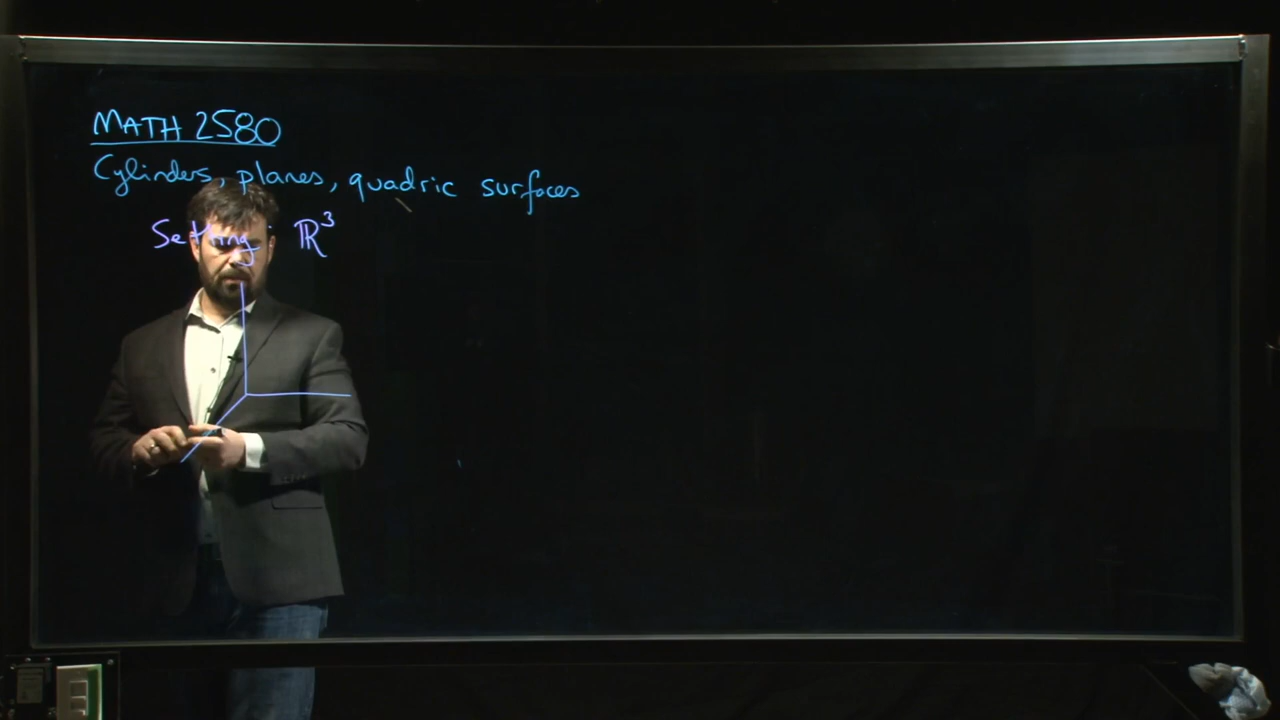 MATH 2580
Cylinders, planes, quadric surfaces
Setting: ℝ³